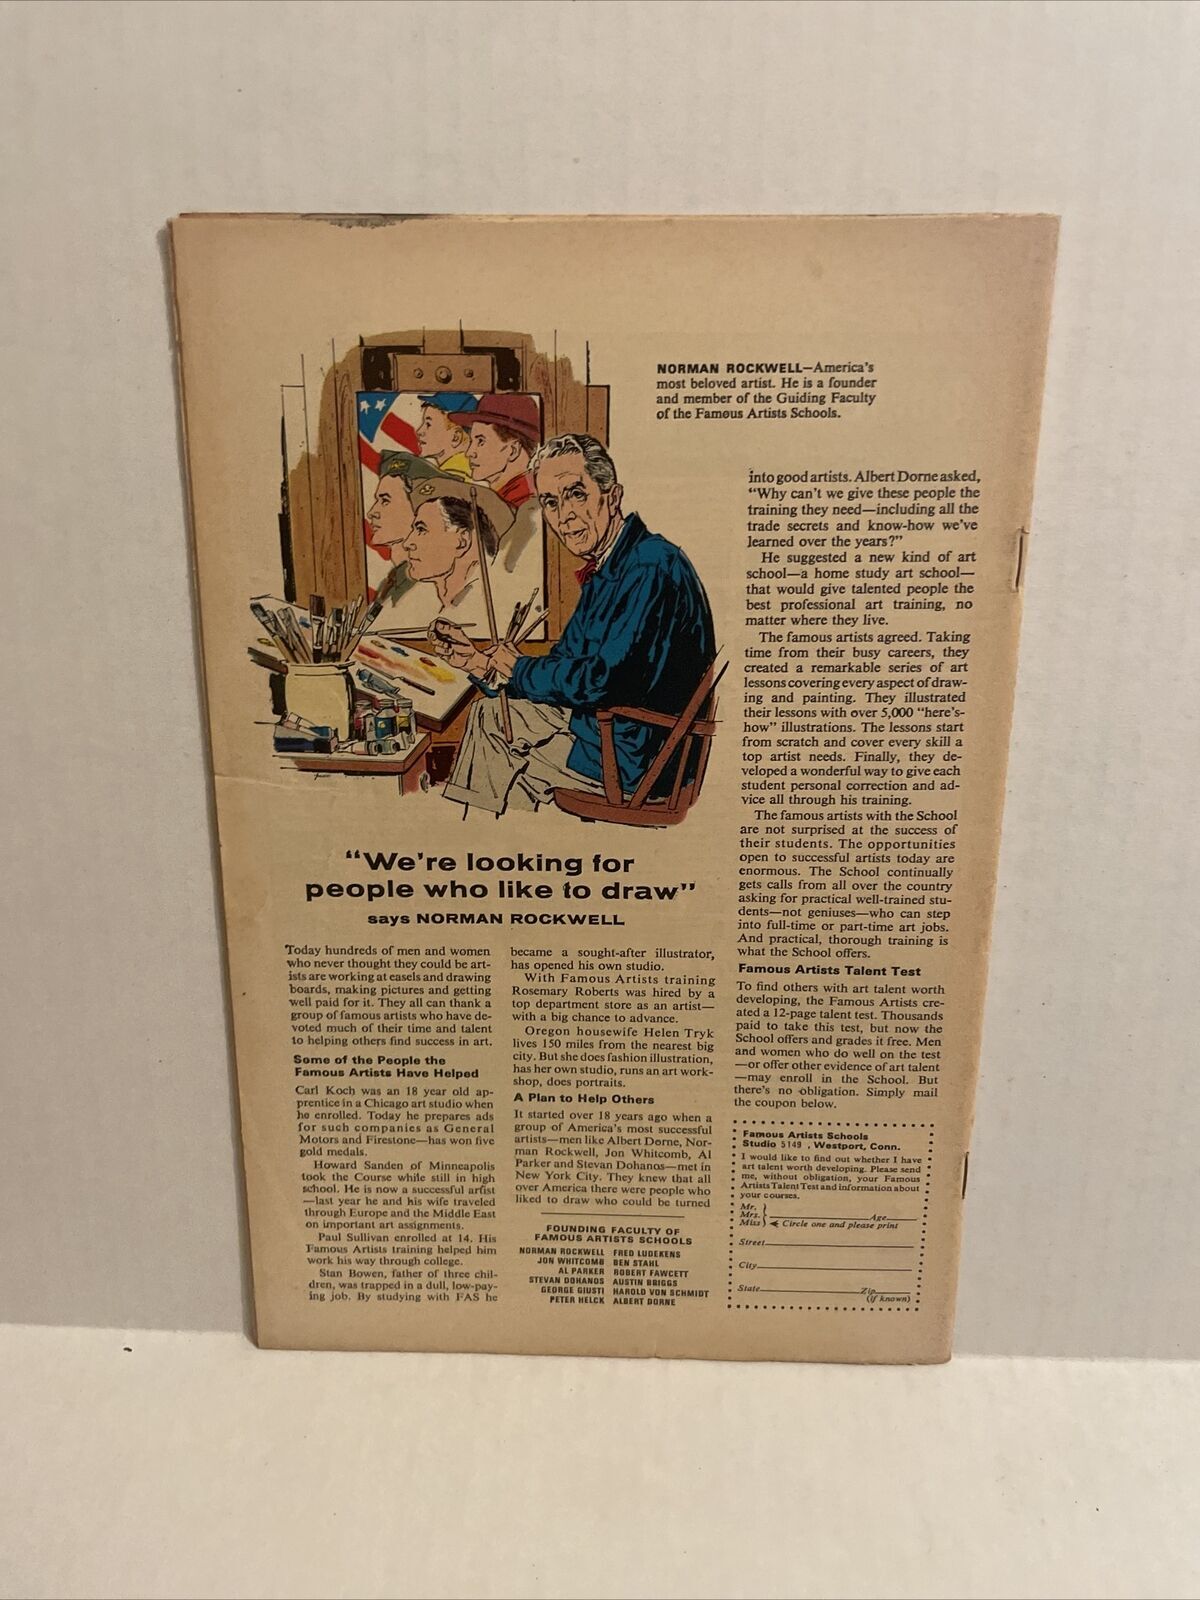 NORMAN ROCKWELL—America's
most beloved artist. He is a founder
and member of the Guiding Faculty
of the Famous Artists Schools.
"We're looking for
people who like to draw"
says NORMAN ROCKWELL
Today hundreds of men and women
who never thought they could be art-
ists are working at easels and drawing
boards, making pictures and getting
well paid for it. They all can thank a
group of famous artists who have de-
voted much of their time and talent
to helping others find success in art.
Some of the People the
Famous Artists Have Helped
Carl Koch was an 18 year old ap-
prentice in a Chicago art studio when
he enrolled. Today he prepares ads
for such companies as General
Motors and Firestone—has won five
gold medals.
Howard Sanden of Minneapolis
took the Course while still in high
school. He is now a successful artist
—last year he and his wife traveled
through Europe and the Middle East
on important art assignments.
Paul Sullivan enrolled at 14. His
Famous Artists training helped him
work his way through college.
Stan Bowen, father of three chil-
dren, was trapped in a dull, low-pay-
ing job. By studying with FAS he
became a sought-after illustrator,
has opened his own studio.
With Famous Artists training
Rosemary Roberts was hired by a
top department store as an artist—
with a big chance to advance.
Oregon housewife Helen Tryk
lives 150 miles from the nearest big
city. But she does fashion illustration,
has her own studio, runs an art work-
shop, does portraits.
A Plan to Help Others
It started over 18 years ago when a
group of America's most successful
artists—men like Albert Dorne, Nor-
man Rockwell, Jon Whitcomb, Al
Parker and Stevan Dohanos—met in
New York City. They knew that all
over America there were people who
liked to draw who could be turned
FOUNDING FACULTY OF
FAMOUS ARTISTS SCHOOLS
NORMAN ROCKWELL FRED LUDEKENS
JON WHITCOMB BEN STAHL
AL PARKER ROBERT FAWCETT
STEVAN DOHANOS AUSTIN BRIGGS
GEORGE GIUSTI HAROLD VON SCHMIDT
PETER HELCK ALBERT DORNE
into good artists. Albert Dorne asked,
"Why can't we give these people the
training they need—including all the
trade secrets and know-how we've
learned over the years?"
He suggested a new kind of art
school—a home study art school—
that would give talented people the
best professional art training, no
matter where they live.
The famous artists agreed. Taking
time from their busy careers, they
created a remarkable series of art
lessons covering every aspect of draw-
ing and painting. They illustrated
their lessons with over 5,000 "here's-
how" illustrations. The lessons start
from scratch and cover every skill a
top artist needs. Finally, they de-
veloped a wonderful way to give each
student personal correction and ad-
vice all through his training.
The famous artists with the School
are not surprised at the success of
their students. The opportunities
open to successful artists today are
enormous. The School continually
gets calls from all over the country
asking for practical well-trained stu-
dents—not geniuses—who can step
into full-time or part-time art jobs.
And practical, thorough training is
what the School offers.
Famous Artists Talent Test
To find others with art talent worth
developing, the Famous Artists cre-
ated a 12-page talent test. Thousands
paid to take this test, but now the
School offers and grades it free. Men
and women who do well on the test
—or offer other evidence of art talent
—may enroll in the School. But
there's no obligation. Simply mail
the coupon below.
Famous Artists Schools
Studio 5149 , Westport, Conn.
I would like to find out whether I have
art talent worth developing. Please send
me, without obligation, your Famous
Artists Talent Test and information about
your courses.
Mr.
Mrs. Age
Miss Circle one and please print
Street
City
State Zip
(if known)